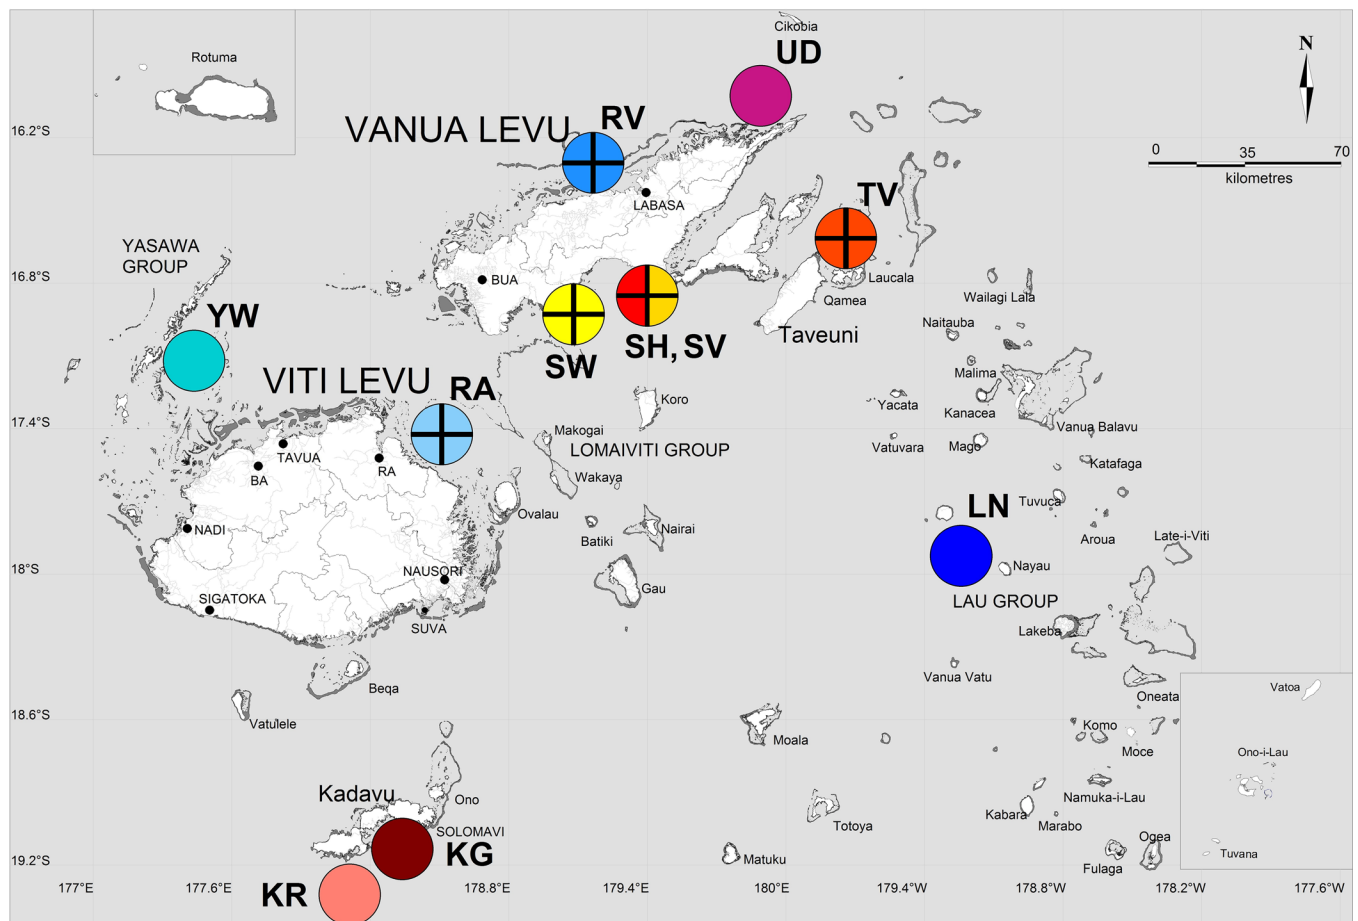 Cikobia
UD
Rotuma
N
VANUA LEVU
RV
16.2°S
0 35 70
kilometres
LABASA
TV
YASAWA
GROUP
BUA
16.8°S
Laucala
Qamea
Wailagi Lala
YW
Naitauba
Taveuni
SH, SV
SW
Malima
VITI LEVU
RA
Koro
Yacata
Kanacea
17.4°S
Makogai
Vanua Balavu
LOMAIVITI GROUP
Vatuvara
Mago
TAVUA
RA
Katafaga
BA
Wakaya
Tuvuca
LN
Ovalau
NADI
Batiki
Nairai
Aroua
Late-i-Viti
18°S
NAUSORI
Nayau
Gau
SIGATOKA
LAU GROUP
SUVA
Lakeba
Vanua Vatu
Beqa
Oneata
Vatoa
18.6°S
Vatulele
Komo
Moala
Moce
Ono-i-Lau
Kadavu
Ono
Namuka-i-Lau
Kabara
Marabo
SOLOMAVI
Totoya
Ogea
KG
Matuku
Fulaga
Tuvana
19.2°S
KR
177°E 177.6°E 178.8°E 179.4°E 180° 179.4°W 178.8°W 178.2°W 177.6°W